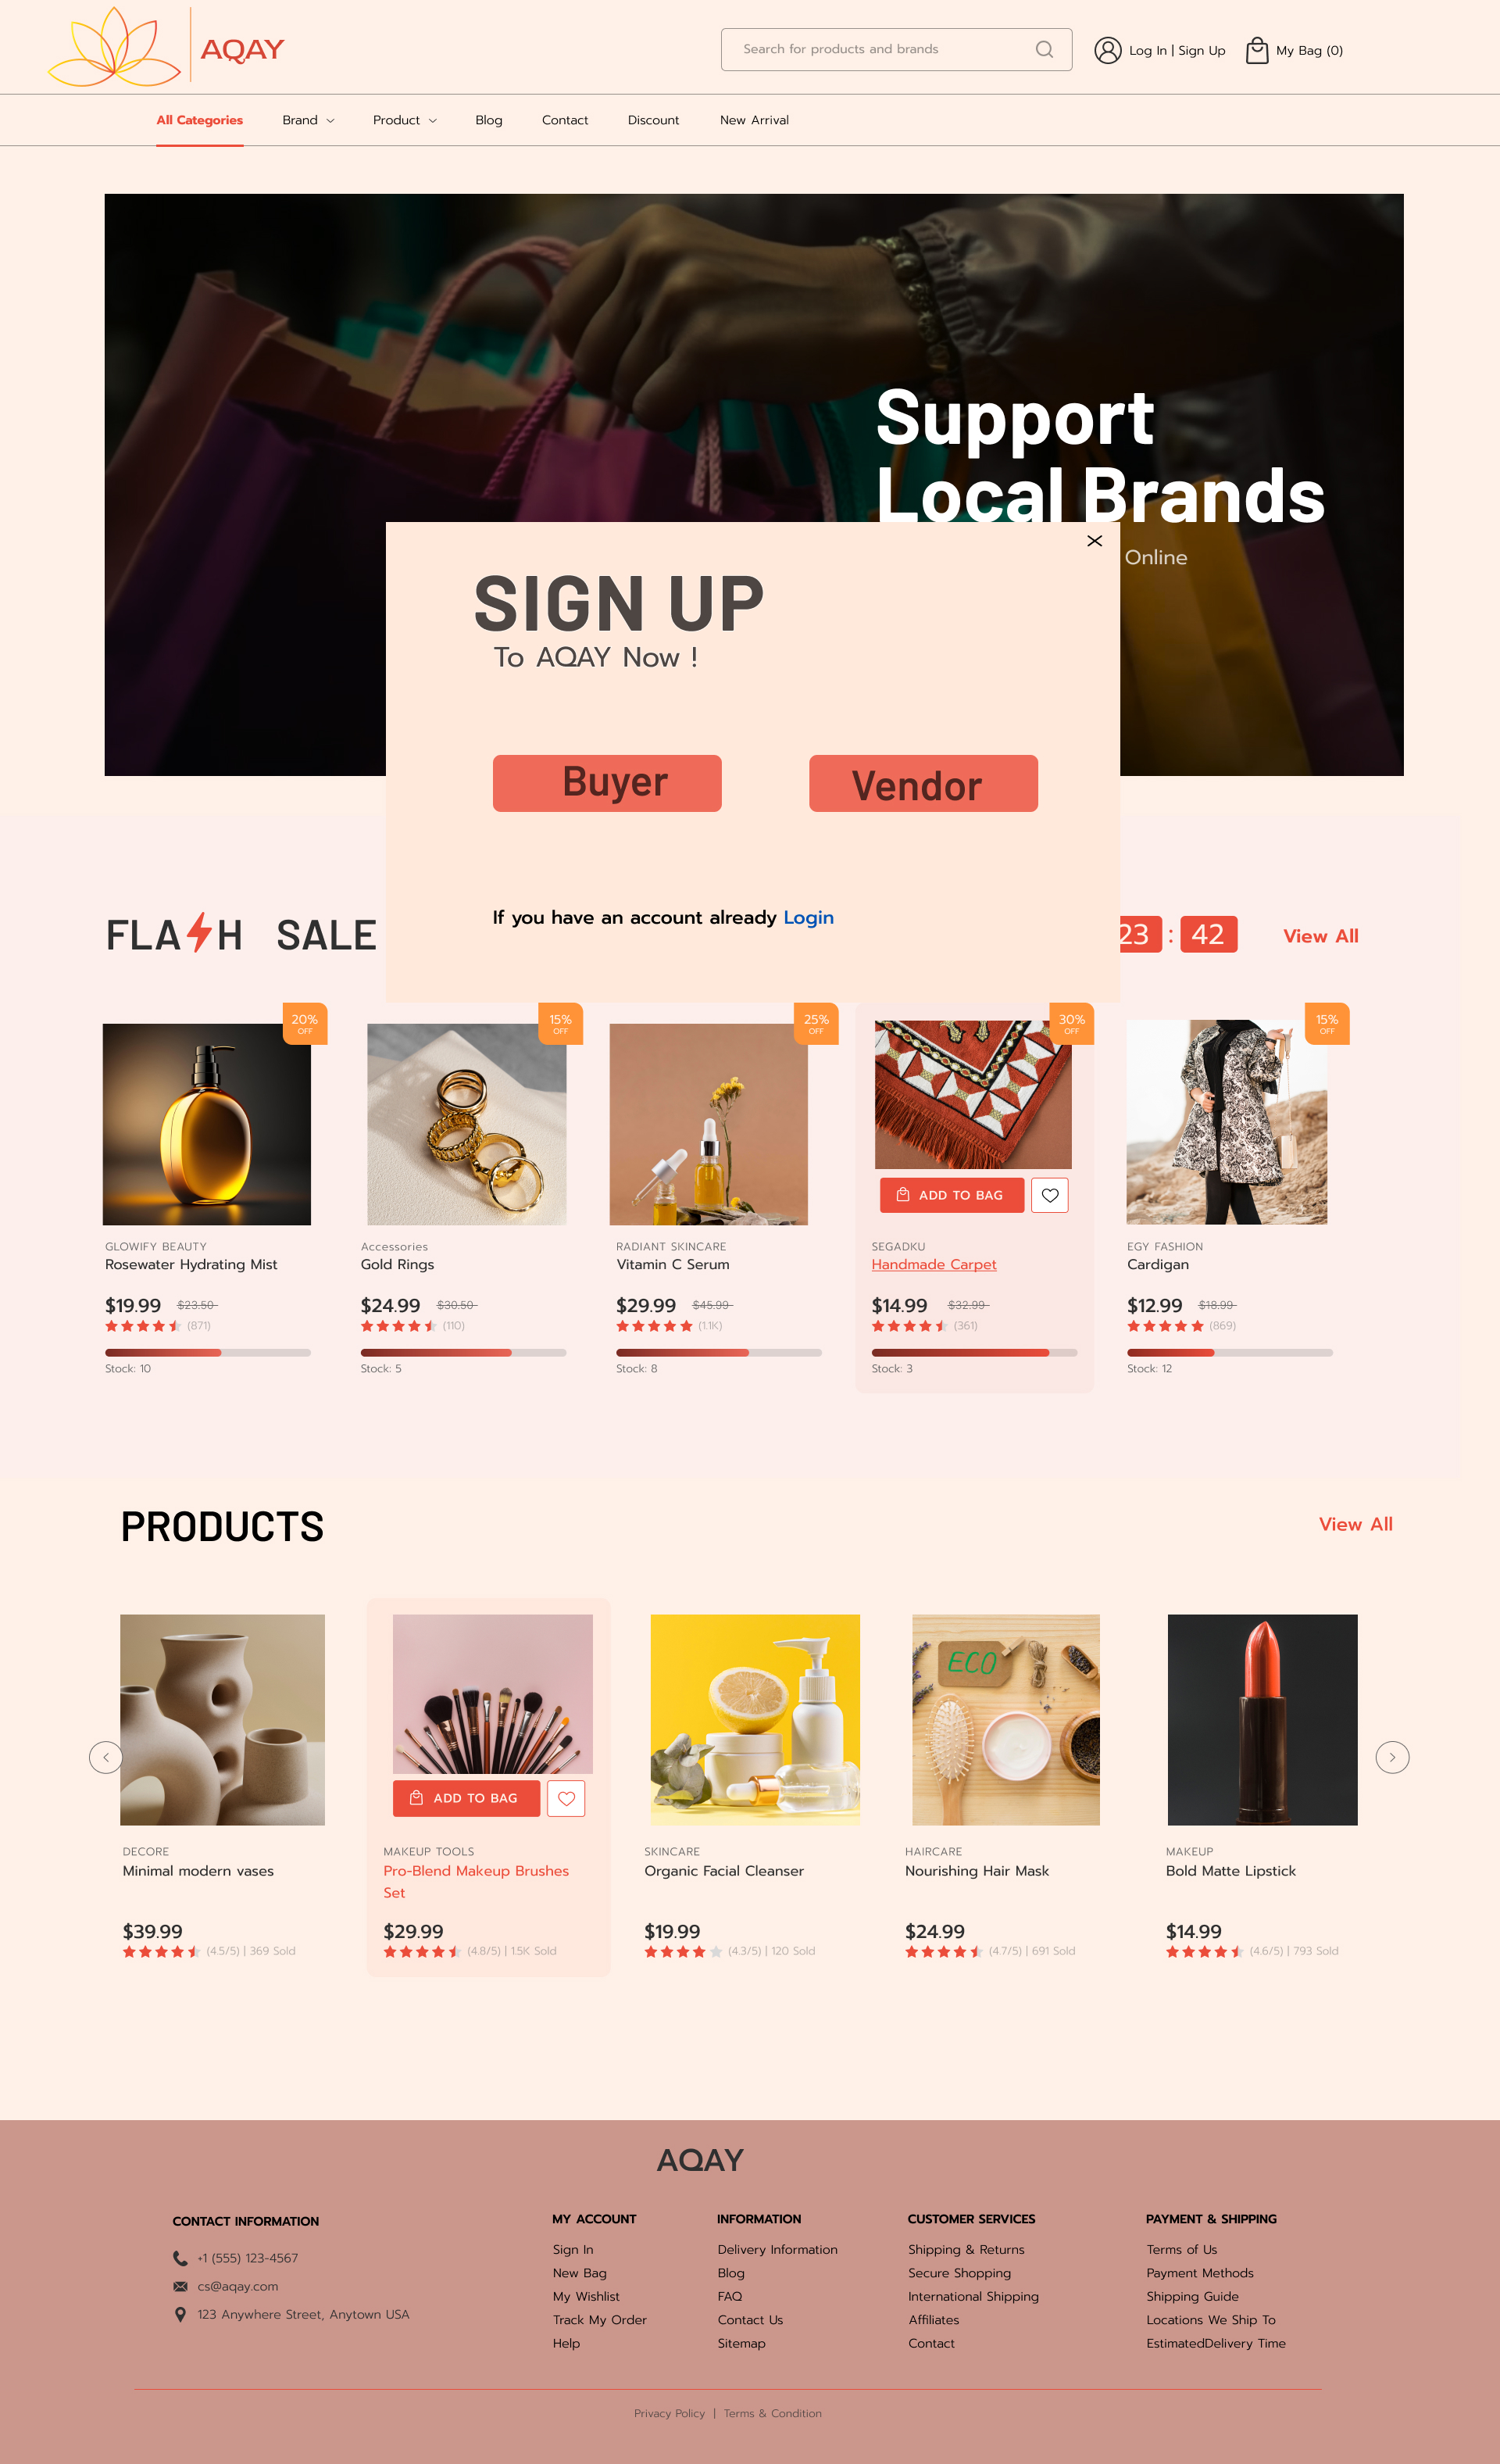 AQAY
Search for products and brands
Log In | Sign Up
My Bag (0)
All Categories
Brand
Product
Blog
Contact
Discount
New Arrival
Support
Local Brands
Online
SIGN UP
To AQAY Now !
Buyer
Vendor
If you have an account already Login
FLASH SALE
23 : 42
View All
20%
OFF
15%
OFF
25%
OFF
30%
OFF
15%
OFF
ADD TO BAG
GLOWIFY BEAUTY
Rosewater Hydrating Mist
$19.99 $23.50
(871)
Stock: 10
Accessories
Gold Rings
$24.99 $30.50
(110)
Stock: 5
RADIANT SKINCARE
Vitamin C Serum
$29.99 $45.99
(1.1K)
Stock: 8
SEGADKU
Handmade Carpet
$14.99 $32.99
(361)
Stock: 3
EGY FASHION
Cardigan
$12.99 $18.99
(869)
Stock: 12
PRODUCTS
View All
ECO
ADD TO BAG
DECORE
Minimal modern vases
$39.99
(4.5/5) | 369 Sold
MAKEUP TOOLS
Pro-Blend Makeup Brushes
Set
$29.99
(4.8/5) | 1.5K Sold
SKINCARE
Organic Facial Cleanser
$19.99
(4.3/5) | 120 Sold
HAIRCARE
Nourishing Hair Mask
$24.99
(4.7/5) | 691 Sold
MAKEUP
Bold Matte Lipstick
$14.99
(4.6/5) | 793 Sold
AQAY
CONTACT INFORMATION
+1 (555) 123-4567
cs@aqay.com
123 Anywhere Street, Anytown USA
MY ACCOUNT
Sign In
New Bag
My Wishlist
Track My Order
Help
INFORMATION
Delivery Information
Blog
FAQ
Contact Us
Sitemap
CUSTOMER SERVICES
Shipping & Returns
Secure Shopping
International Shipping
Affiliates
Contact
PAYMENT & SHIPPING
Terms of Us
Payment Methods
Shipping Guide
Locations We Ship To
EstimatedDelivery Time
Privacy Policy | Terms & Condition